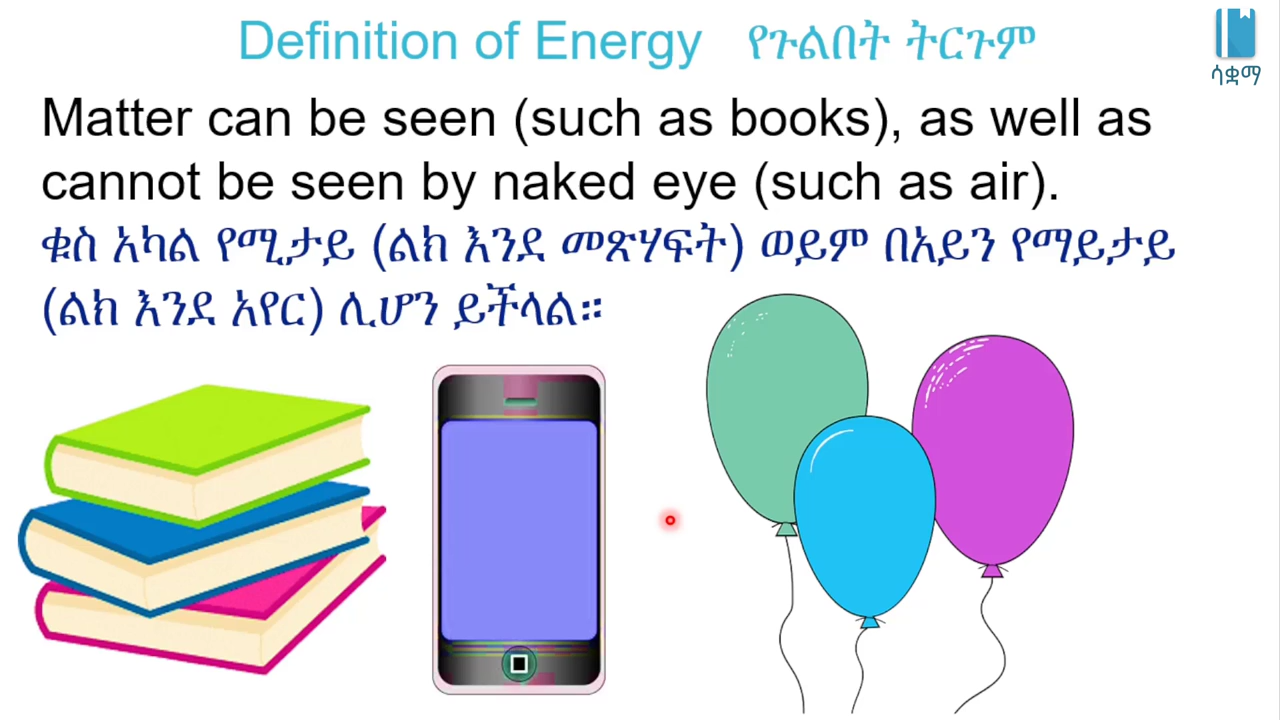 Definition of Energy የጉልበት ትርጉም
ሳቋማ
Matter can be seen (such as books), as well as
cannot be seen by naked eye (such as air).
ቁስ አካል የሚታይ (ልክ እንደ መጽሃፍት) ወይም በአይን የማይታይ
(ልክ እንደ አየር) ሊሆን ይችላል።